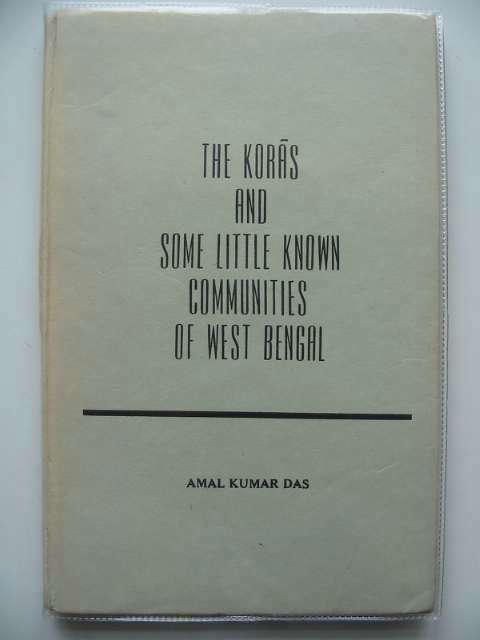 THE KORĀS
AND
SOME LITTLE KNOWN
COMMUNITIES
OF WEST BENGAL
AMAL KUMAR DAS